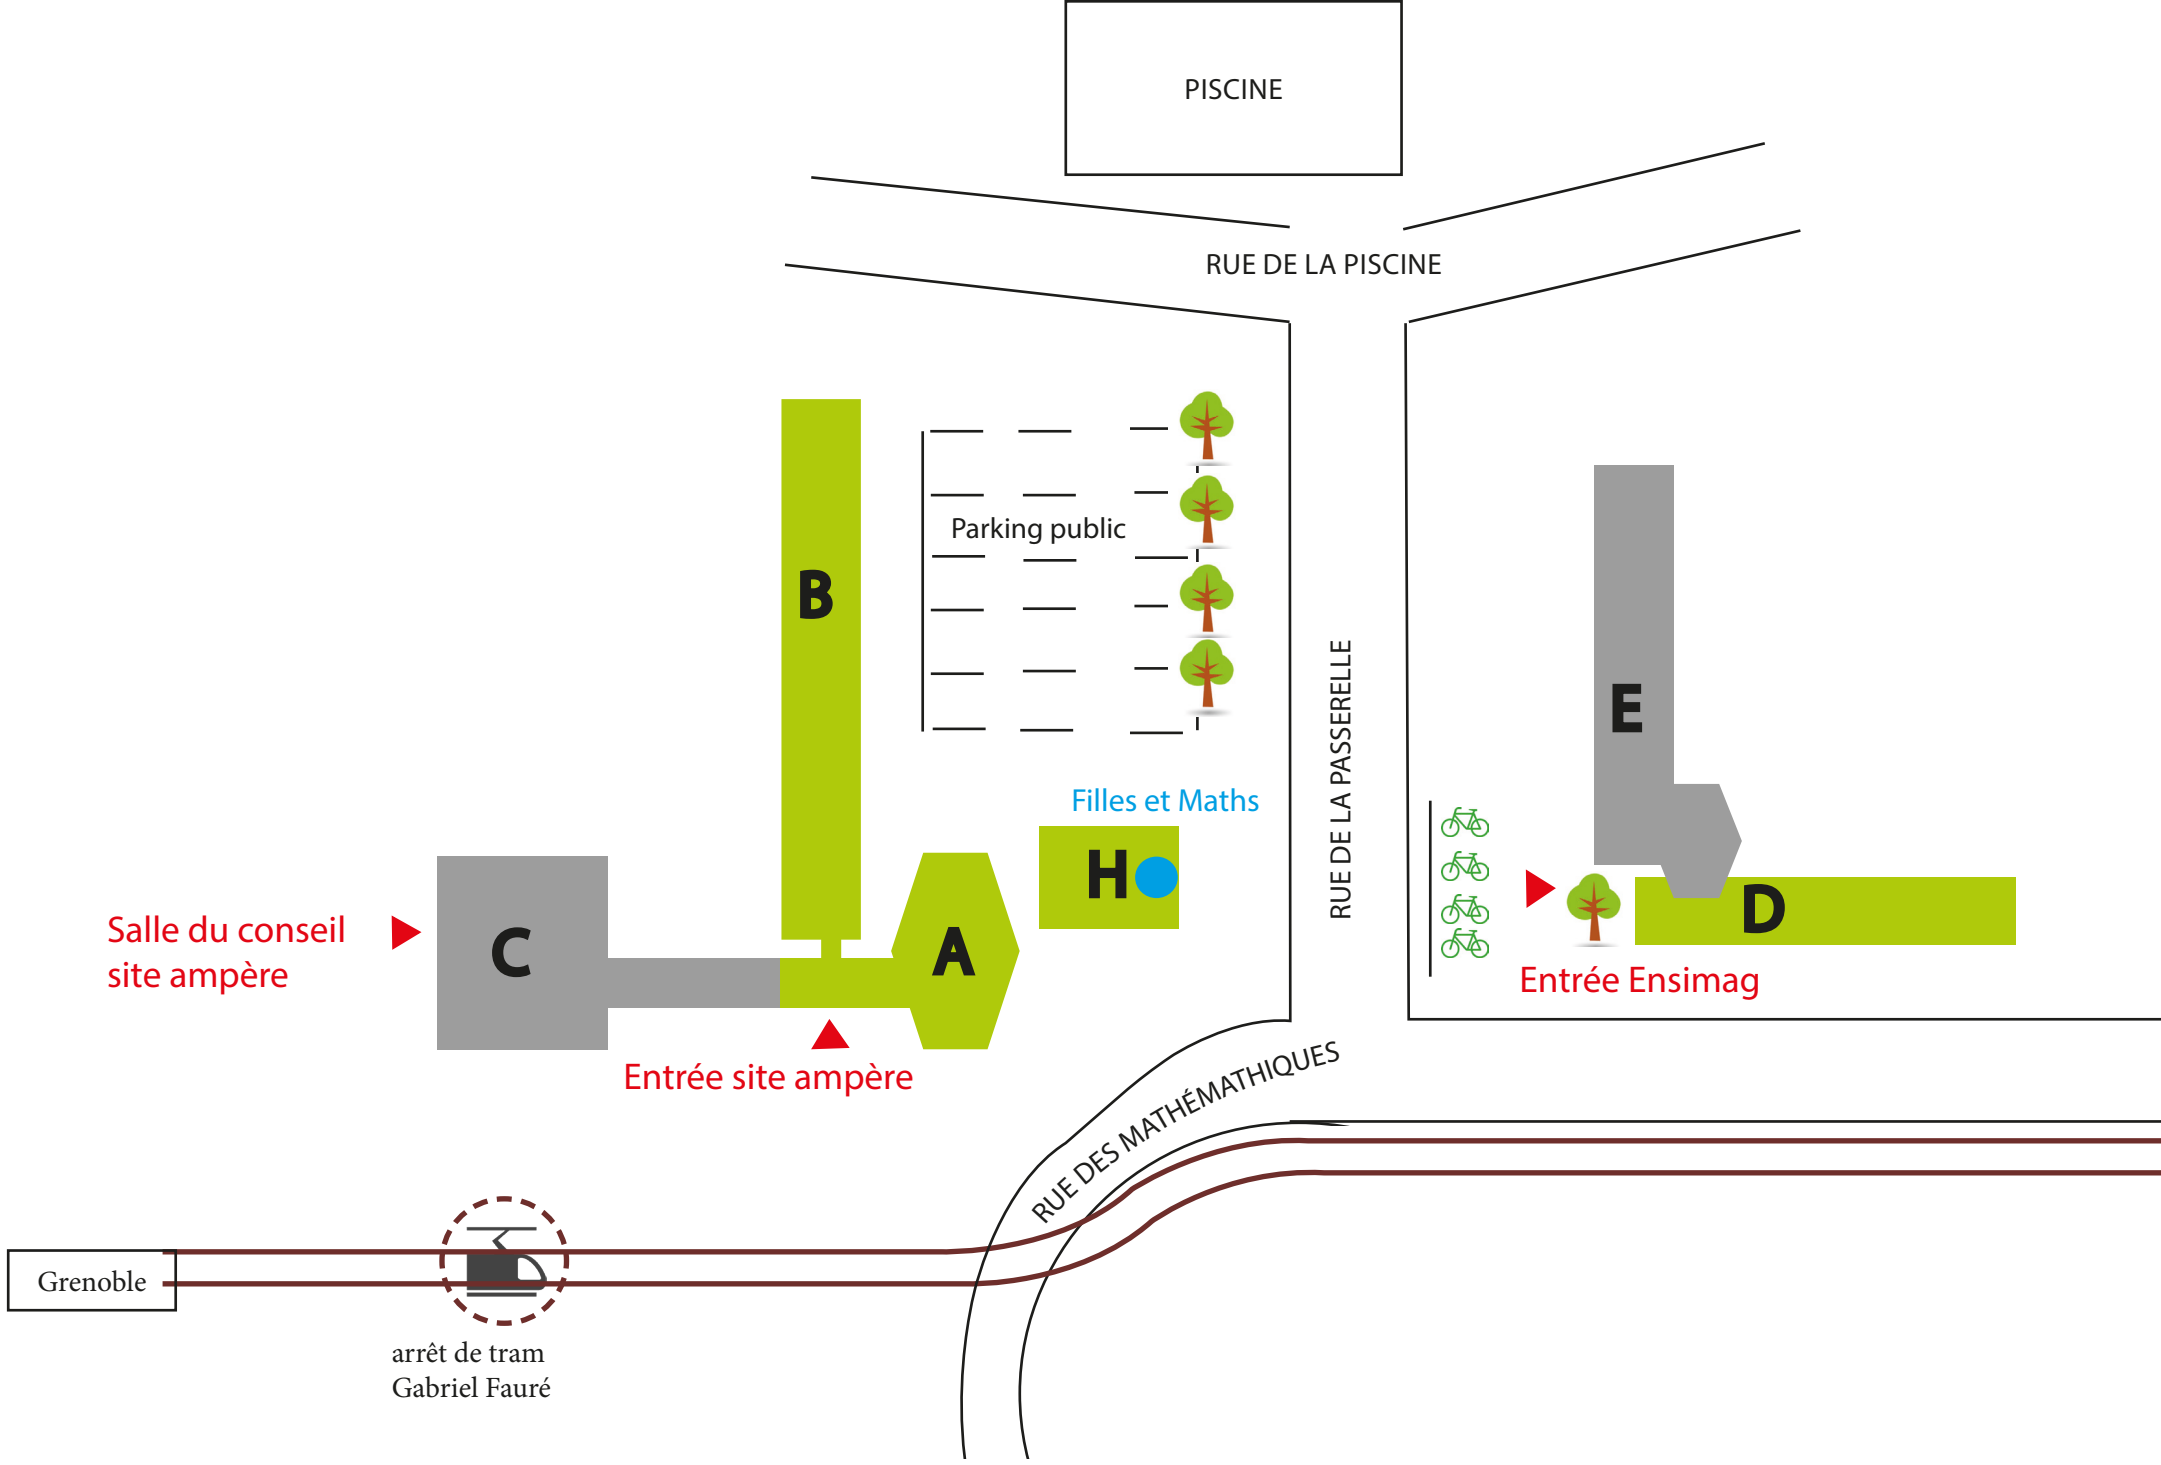 PISCINE
RUE DE LA PISCINE
Parking public
B
E
RUE DE LA PASSERELLE
Filles et Maths
H
D
Salle du conseil
site ampère
C
A
Entrée Ensimag
Entrée site ampère
RUE DES MATHÉMATHIQUES
Grenoble
arrêt de tram
Gabriel Fauré